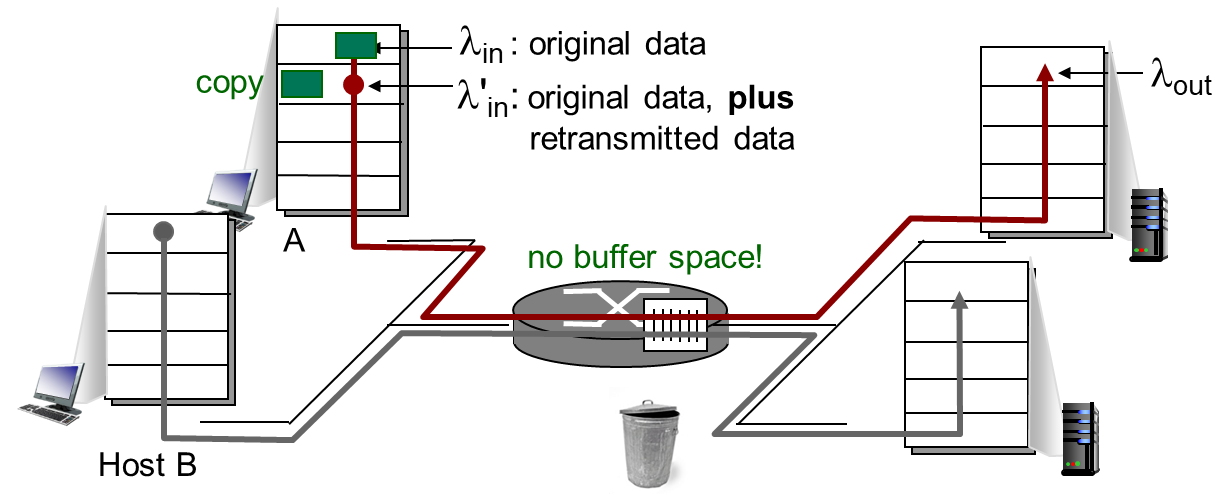 λin : original data
copy
λ'in: original data, plus
retransmitted data
λout
A
no buffer space!
Host B